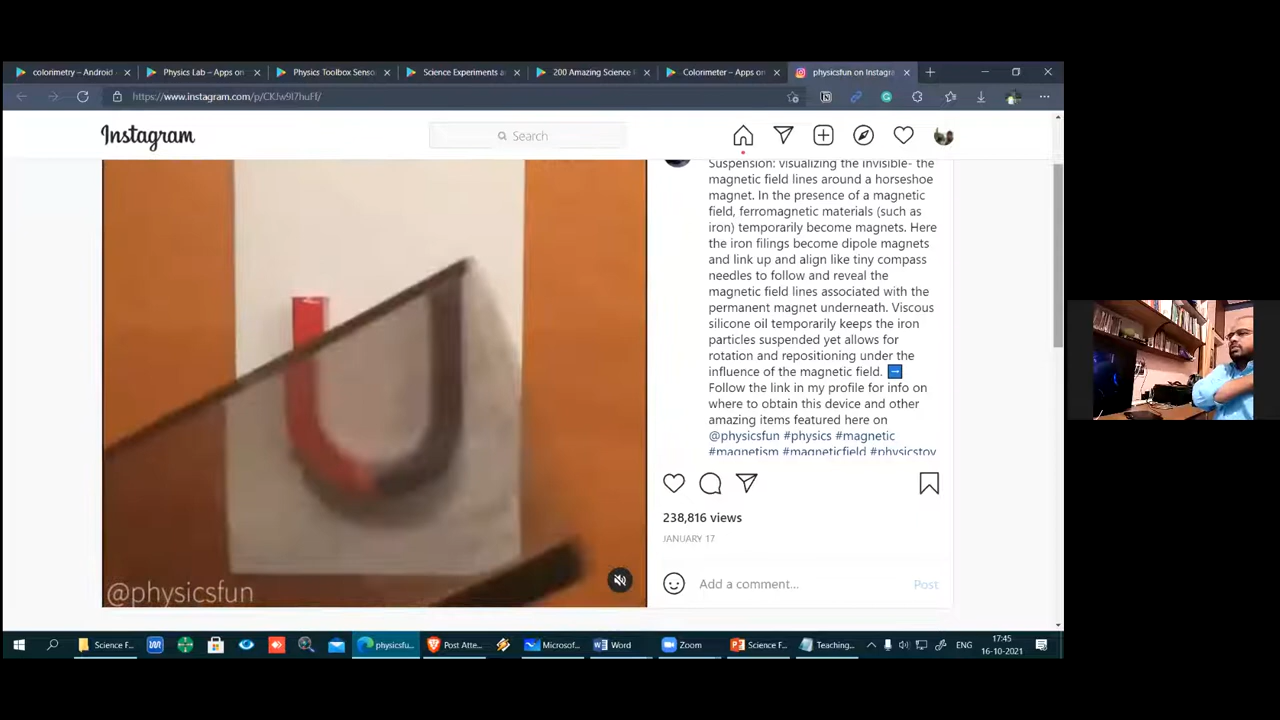 colorimetry – Android
Physics Lab – Apps on
Physics Toolbox Senso
Science Experiments a
200 Amazing Science
Colorimeter – Apps on
physicsfun on Instagra
https://www.instagram.com/p/CKJw9I7huFf/
Instagram
Search
Suspension: visualizing the invisible- the
magnetic field lines around a horseshoe
magnet. In the presence of a magnetic
field, ferromagnetic materials (such as
iron) temporarily become magnets. Here
the iron filings become dipole magnets
and link up and align like tiny compass
needles to follow and reveal the
magnetic field lines associated with the
permanent magnet underneath. Viscous
silicone oil temporarily keeps the iron
particles suspended yet allows for
rotation and repositioning under the
influence of the magnetic field.
Follow the link in my profile for info on
where to obtain this device and other
amazing items featured here on
@physicsfun #physics #magnetic
#magnetism #magneticfield #physicstoy
238,816 views
JANUARY 17
Add a comment...
Post
@physicsfun
Science F...
physicsfu...
Post Atte...
Microsof...
Word
Zoom
Science F...
Teaching...
ENG
17:45
16-10-2021